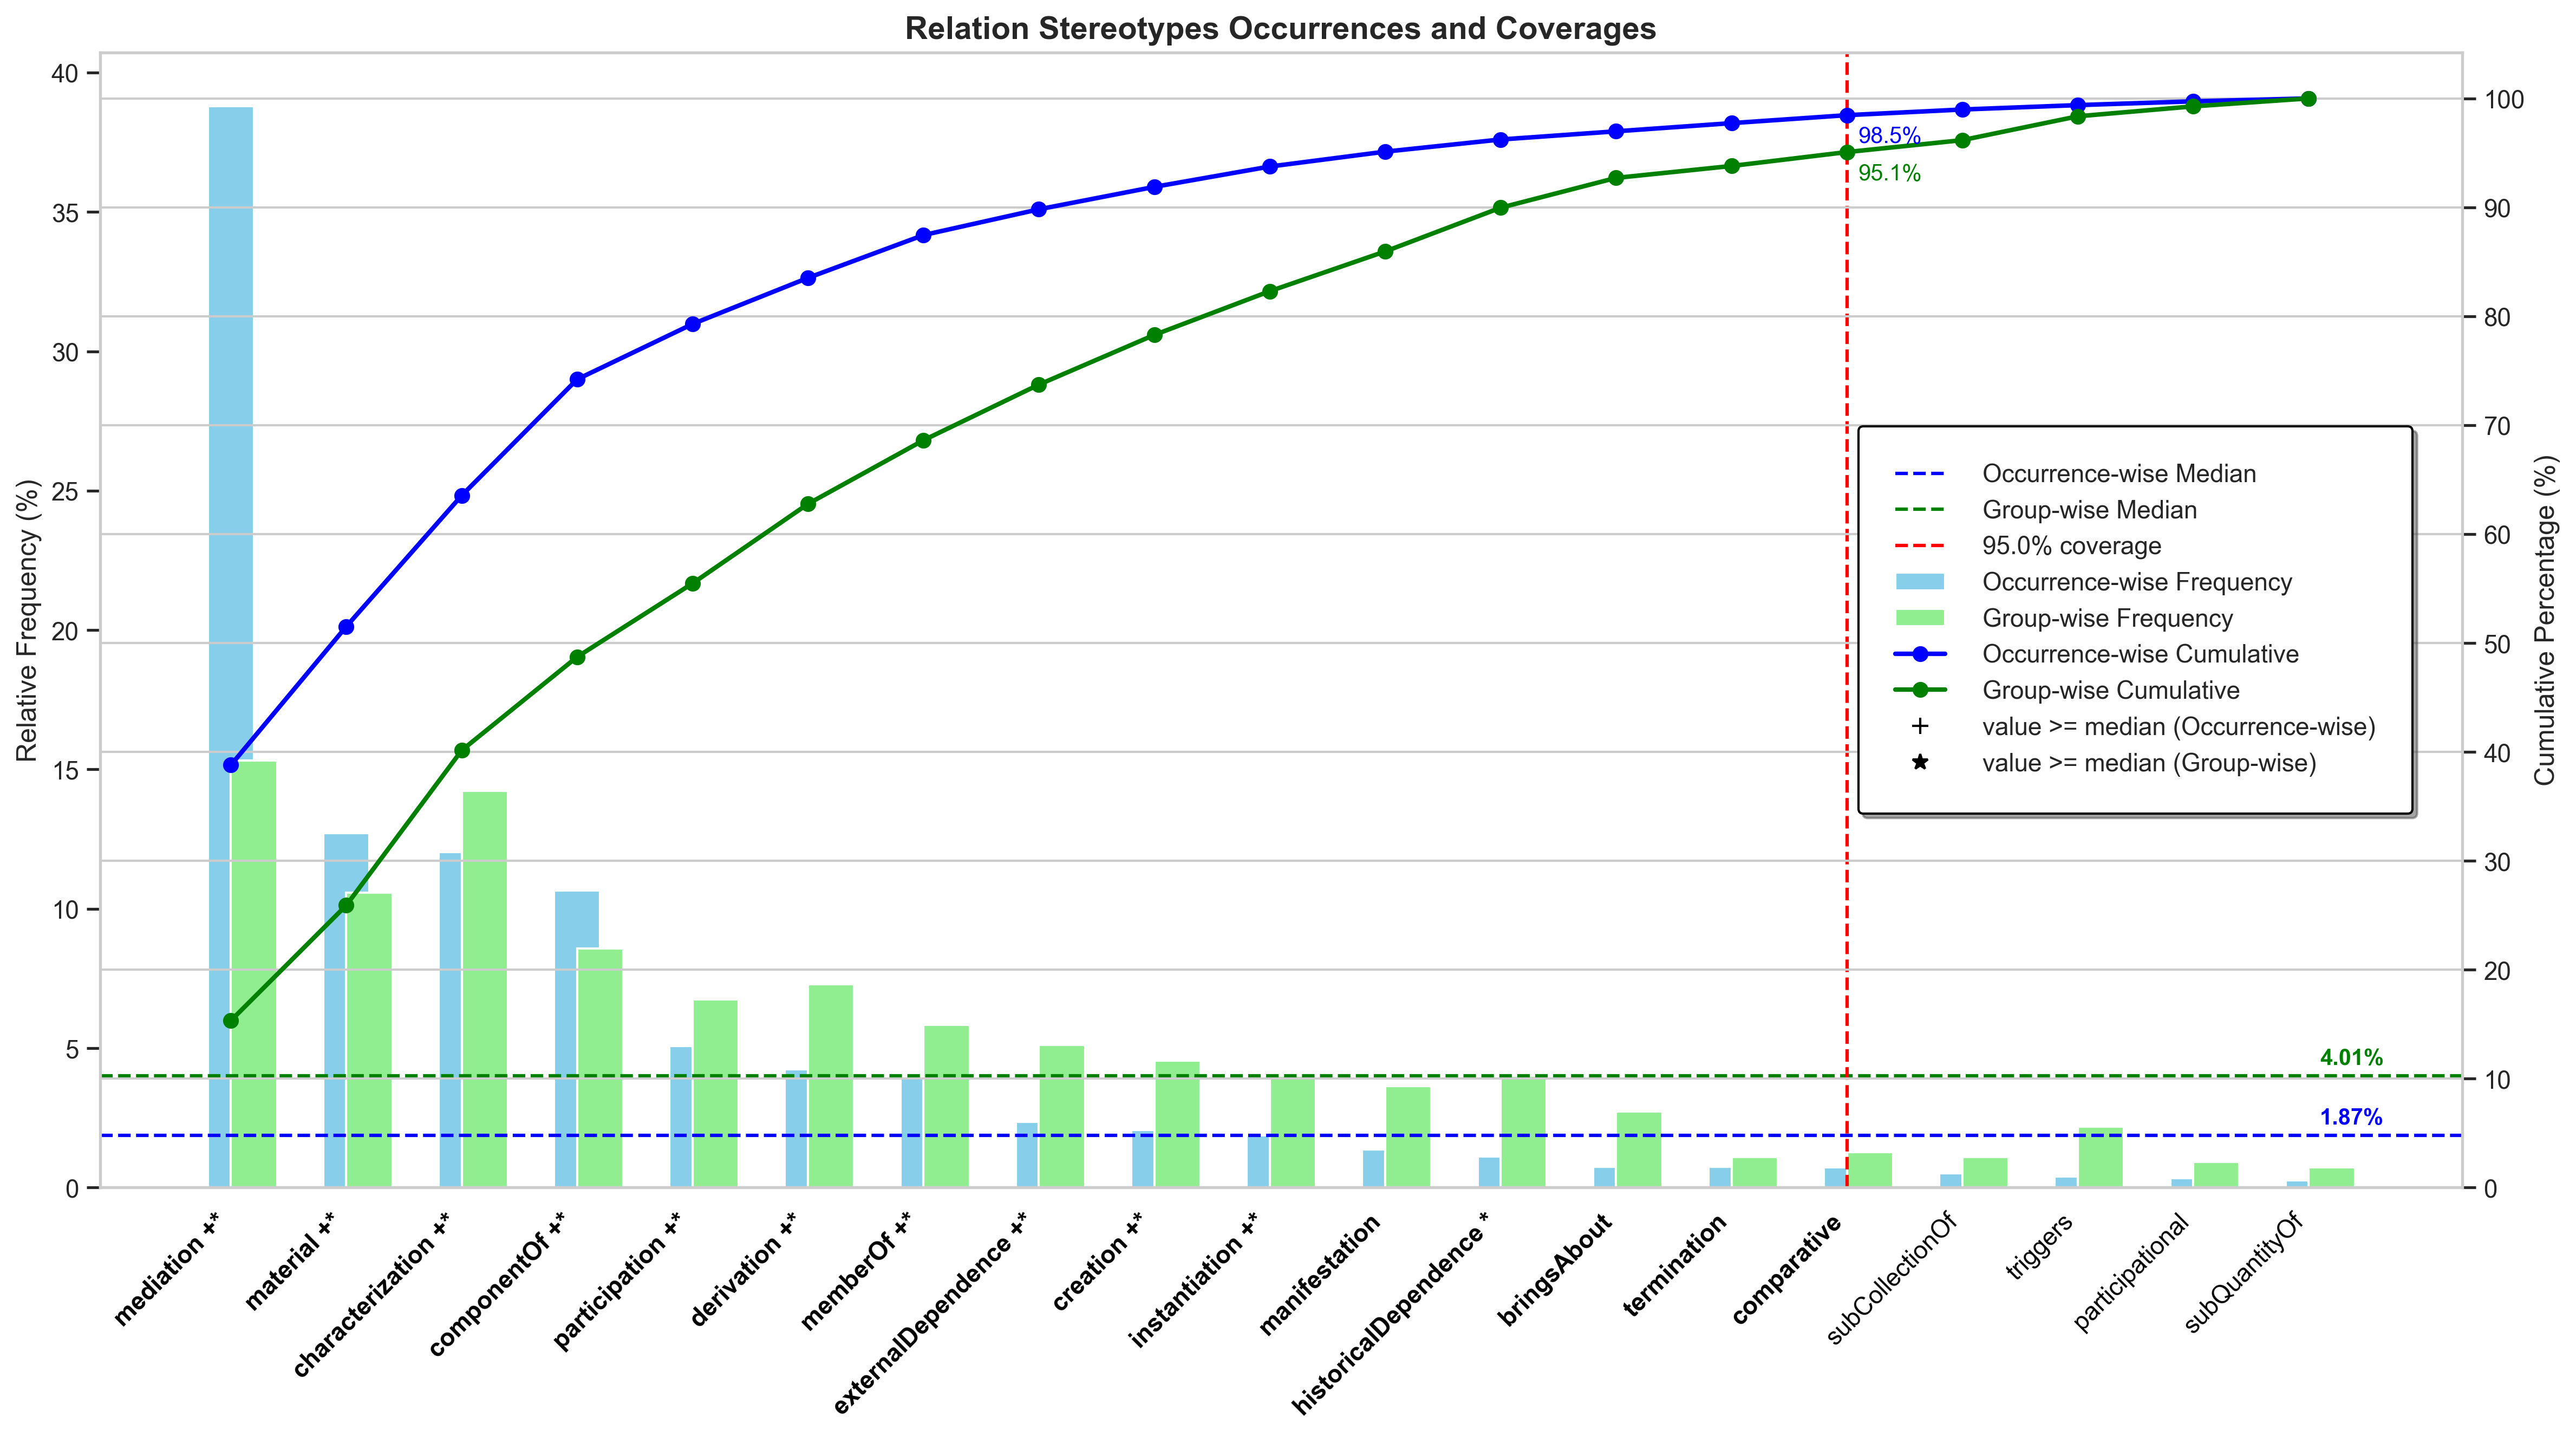 Relation Stereotypes Occurrences and Coverages
Relative Frequency (%)
40
35
30
25
20
15
10
5
0
100
90
80
70
60
50
40
30
20
10
0
Cumulative Percentage (%)
98.5%
95.1%
Occurrence-wise Median
Group-wise Median
95.0% coverage
Occurrence-wise Frequency
Group-wise Frequency
Occurrence-wise Cumulative
Group-wise Cumulative
value >= median (Occurrence-wise)
value >= median (Group-wise)
4.01%
1.87%
mediation +*
material +*
characterization +*
componentOf +*
participation +*
derivation +*
memberOf +*
externalDependence +*
creation +*
instantiation +*
manifestation
historicalDependence *
bringsAbout
termination
comparative
subCollectionOf
triggers
participational
subQuantityOf